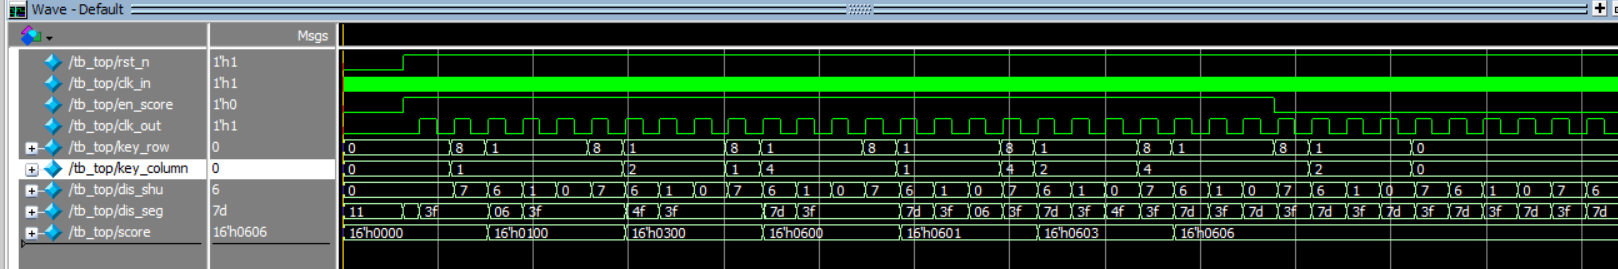 Wave - Default
Msgs
/tb_top/rst_n 1'h1
/tb_top/clk_in 1'h1
/tb_top/en_score 1'h0
/tb_top/clk_out 1'h1
/tb_top/key_row 0 0 8 1 8 1 8 1 8 1 8 1 8 1 8 1 0
/tb_top/key_column 0 0 1 2 1 4 1 4 2 4 2 0
/tb_top/dis_shu 6 0 7 6 1 0 7 6 1 0 7 6 1 0 7 6 1 0 7 6 1 0 7 6 1 0 7 6 1 0 7 6 1 0 7 6
/tb_top/dis_seg 7d 11 3f 06 3f 4f 3f 7d 3f 7d 3f 06 3f 7d 3f 4f 3f 7d 3f 7d 3f 7d 3f 7d 3f 7d 3f 7d
/tb_top/score 16'h0606 16'h0000 16'h0100 16'h0300 16'h0600 16'h0601 16'h0603 16'h0606